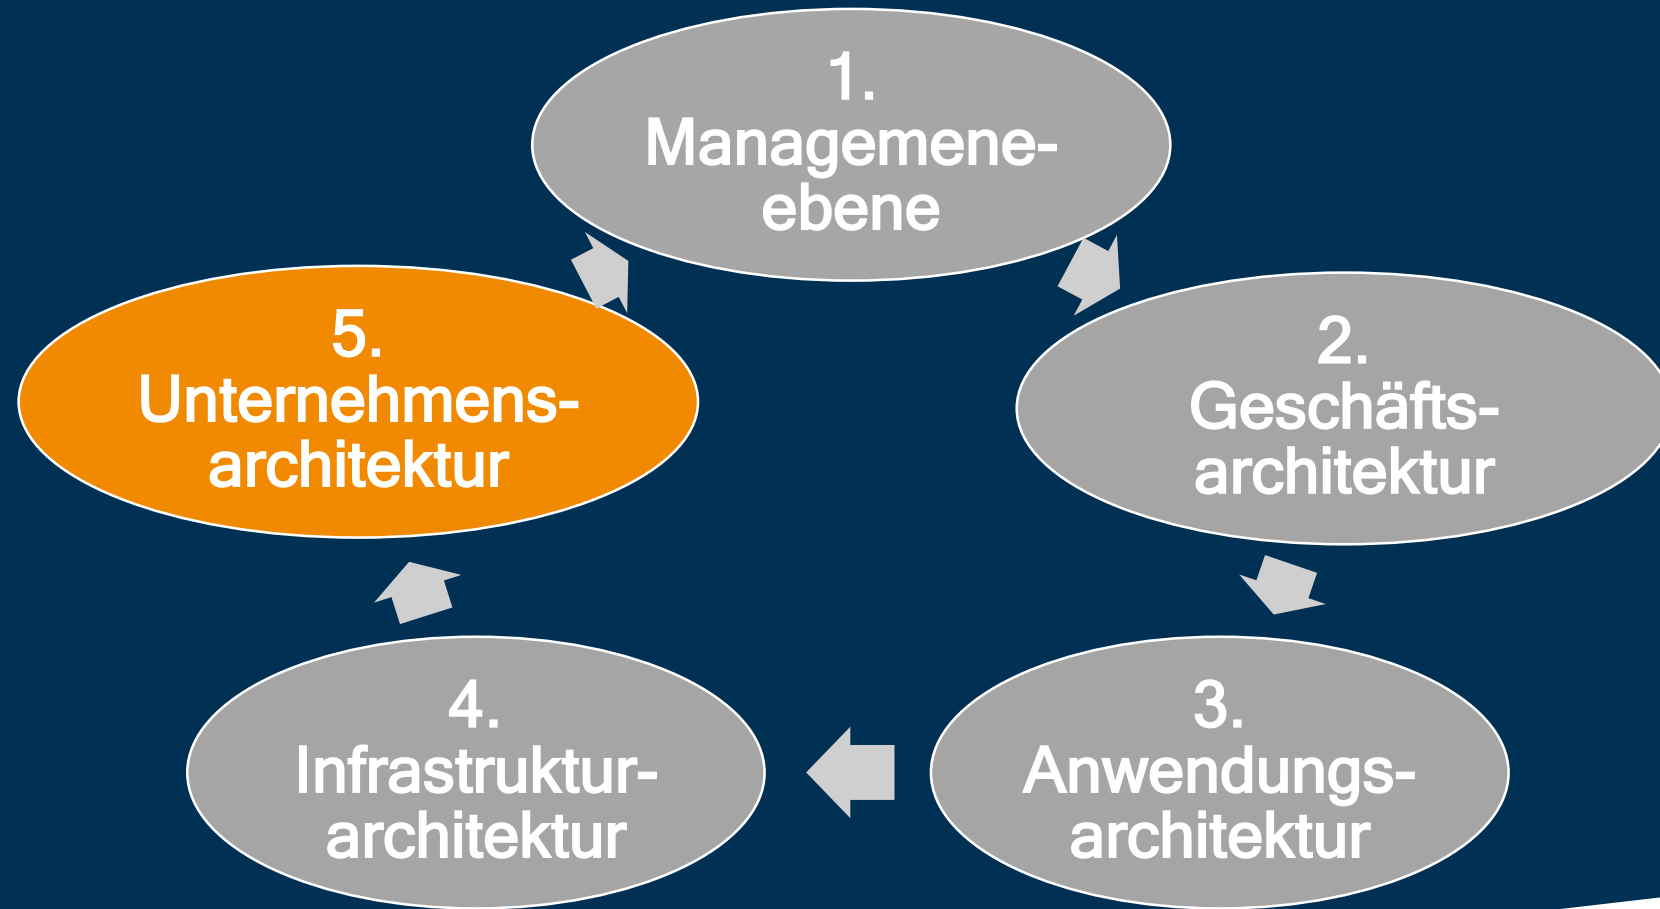 1.
Managemene-
ebene
2.
Geschäfts-
architektur
3.
Anwendungs-
architektur
4.
Infrastruktur-
architektur
5.
Unternehmens-
architektur